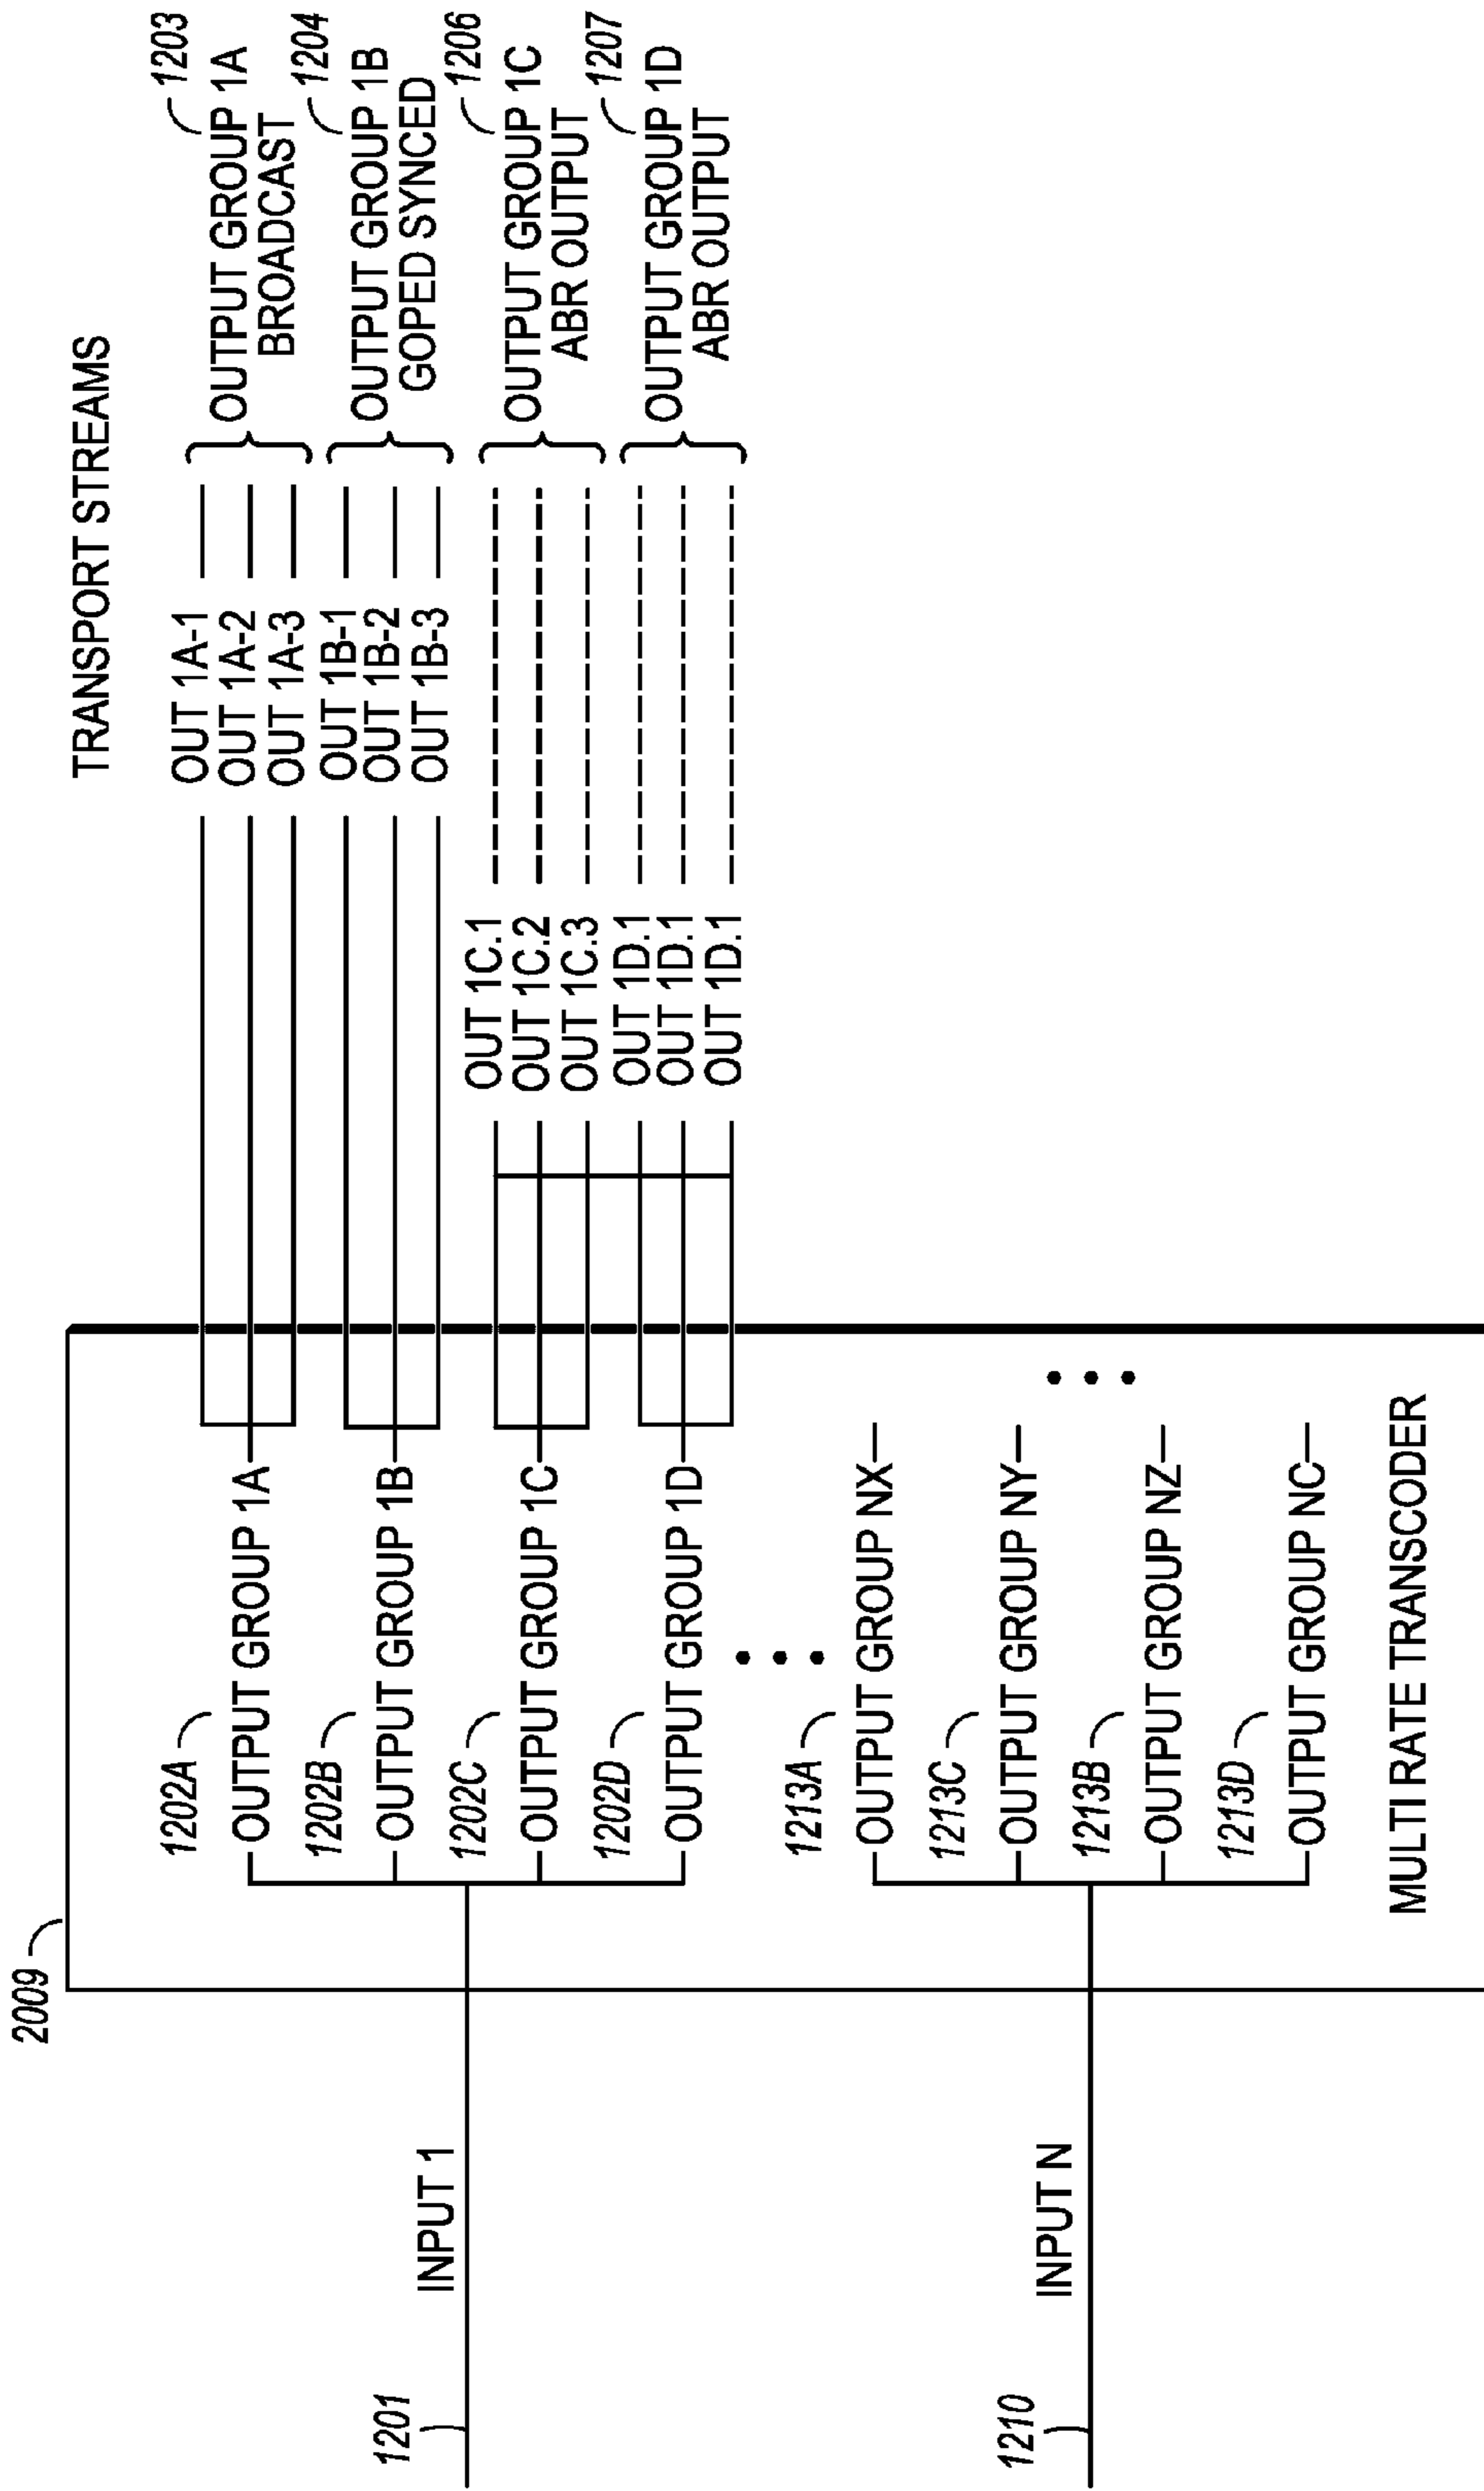 TRANSPORT STREAMS
2009
1201
INPUT 1
1202A
OUTPUT GROUP 1A
1202B
OUTPUT GROUP 1B
1202C
OUTPUT GROUP 1C
1202D
OUTPUT GROUP 1D
OUT 1A-1
OUT 1A-2
OUT 1A-3
OUT 1B-1
OUT 1B-2
OUT 1B-3
OUT 1C.1
OUT 1C.2
OUT 1C.3
OUT 1D.1
OUT 1D.1
OUT 1D.1
1203
OUTPUT GROUP 1A
BROADCAST
1204
OUTPUT GROUP 1B
GOPED SYNCED
1206
OUTPUT GROUP 1C
ABR OUTPUT
1207
OUTPUT GROUP 1D
ABR OUTPUT
1210
INPUT N
1213A
OUTPUT GROUP NX
1213C
OUTPUT GROUP NY
1213B
OUTPUT GROUP NZ
1213D
OUTPUT GROUP NC
MULTI RATE TRANSCODER